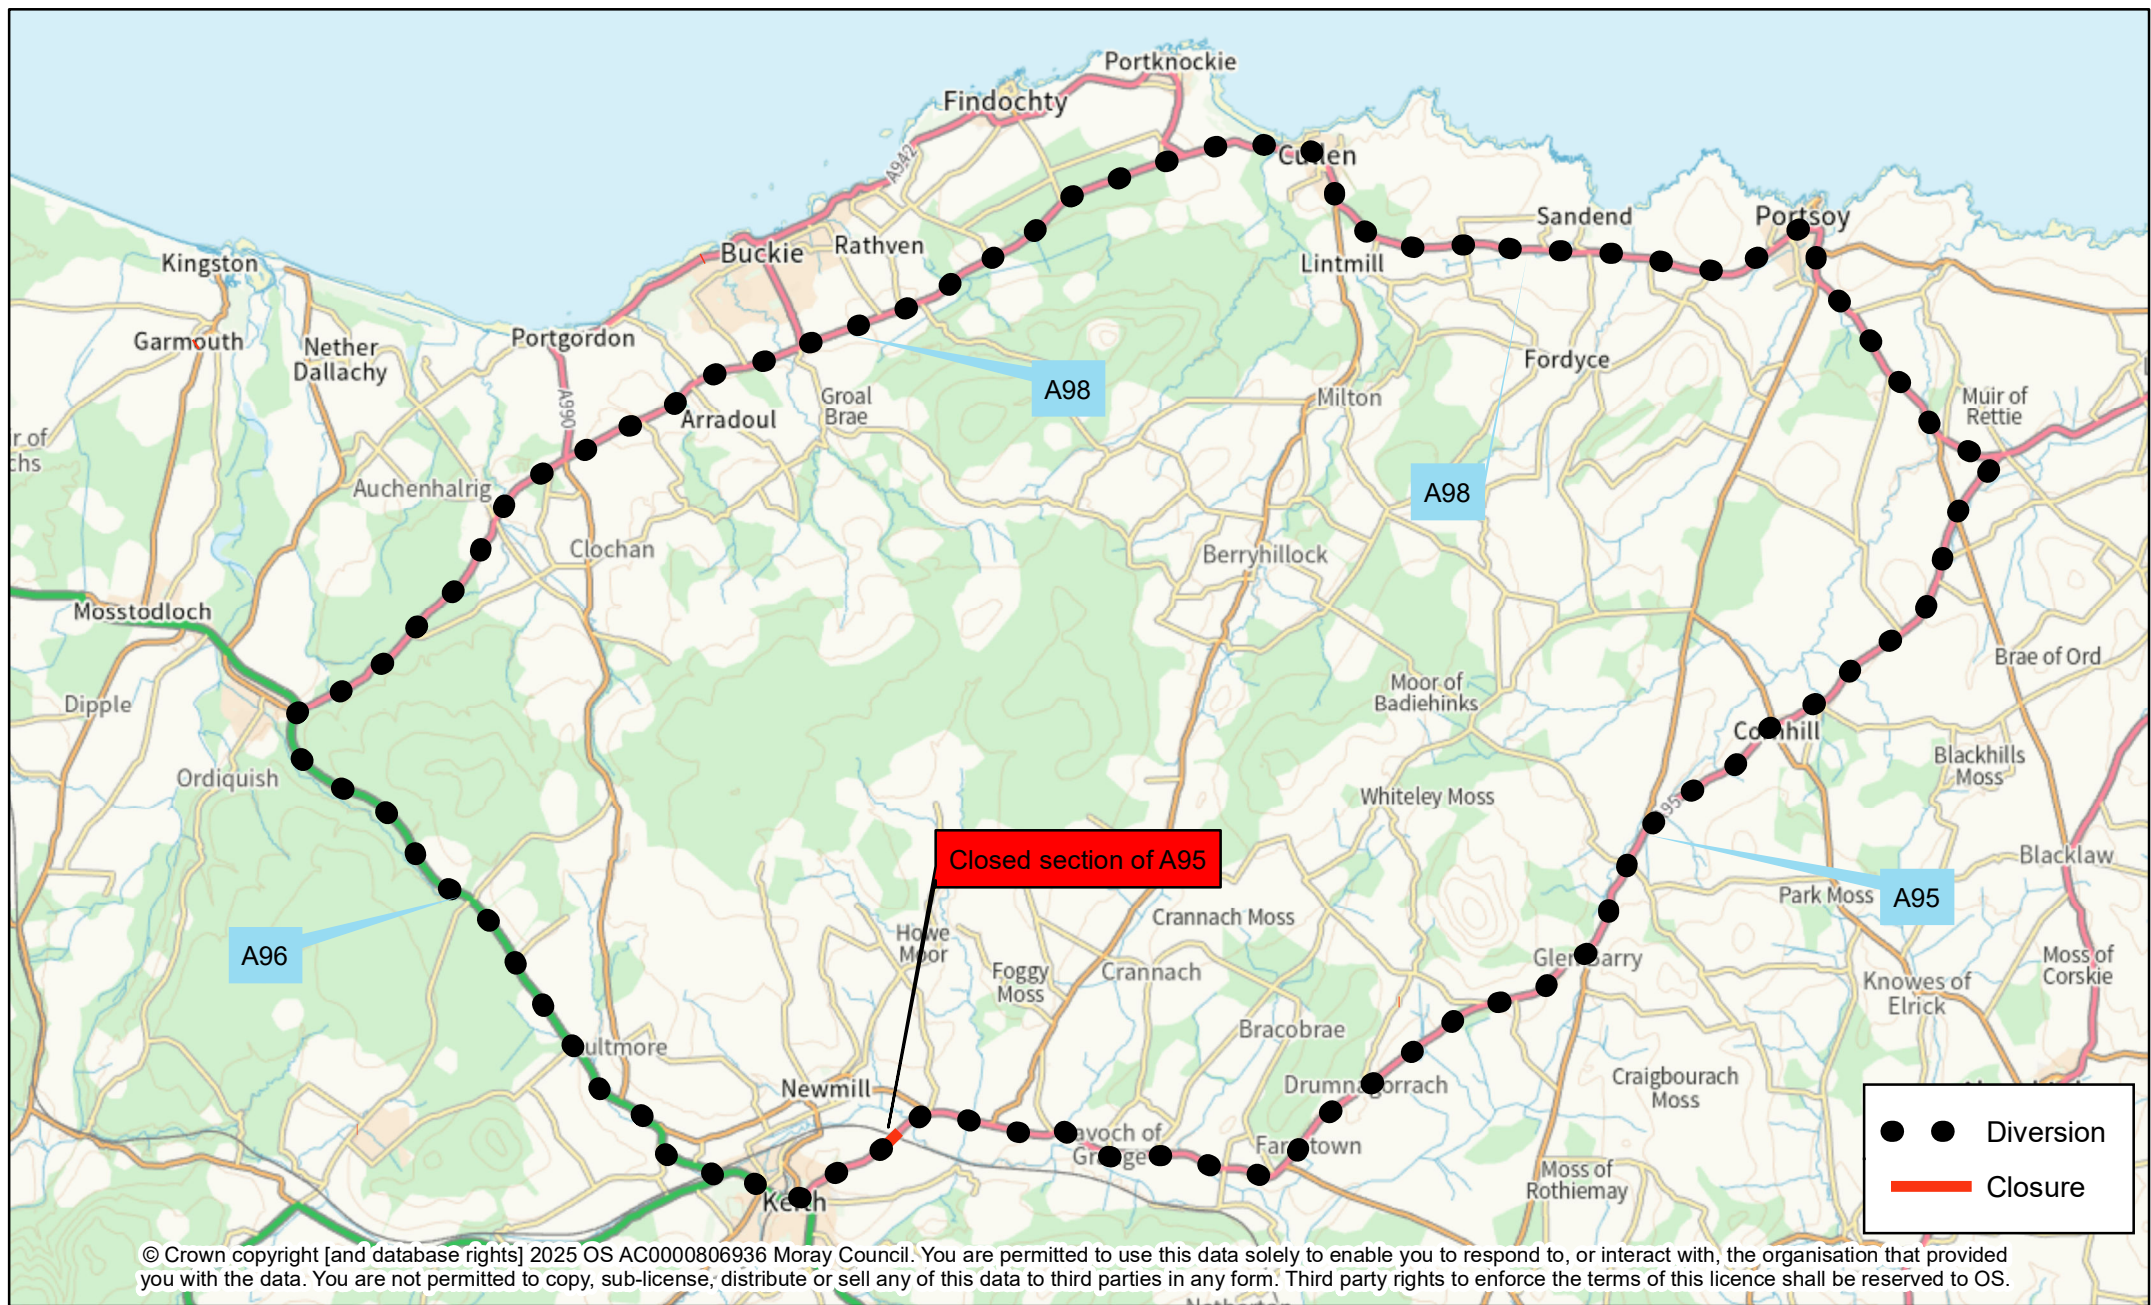 Portknockie
Findochty
A942
Cullen
Sandend
Portsoy
Kingston
Buckie
Rathven
Lintmill
Garmouth
Nether
Dallachy
Portgordon
A990
A98
Fordyce
Groal
Brae
Milton
Muir of
Rettie
Arradoul
Auchenhalrig
A98
Clochan
Berryhillock
Mosstodloch
Brae of Ord
Dipple
Moor of
Badiehinks
Cornhill
Ordiquish
Blackhills
Moss
Whiteley Moss
A95
Closed section of A95
Blacklaw
Park Moss
A95
Crannach Moss
Howe
Moor
A96
Glenbarry
Foggy
Moss
Crannach
Moss of
Corskie
Knowes of
Elrick
Bracobrae
Newmill
Drumnagorrach
Craigbourach
Moss
Diversion
Farmtown
Moss of
Rothiemay
Closure
Keith
© Crown copyright [and database rights] 2025 OS AC0000806936 Moray Council. You are permitted to use this data solely to enable you to respond to, or interact with, the organisation that provided
you with the data. You are not permitted to copy, sub-license, distribute or sell any of this data to third parties in any form. Third party rights to enforce the terms of this licence shall be reserved to OS.